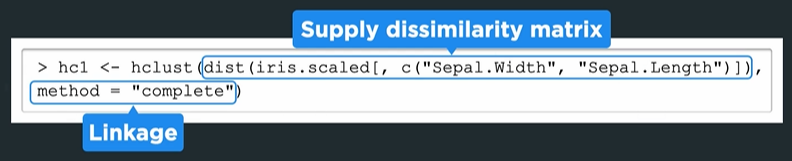 Supply dissimilarity matrix
> hc1 <- hclust(dist(iris.scaled[, c("Sepal.Width", "Sepal.Length")]),
method = "complete")
Linkage